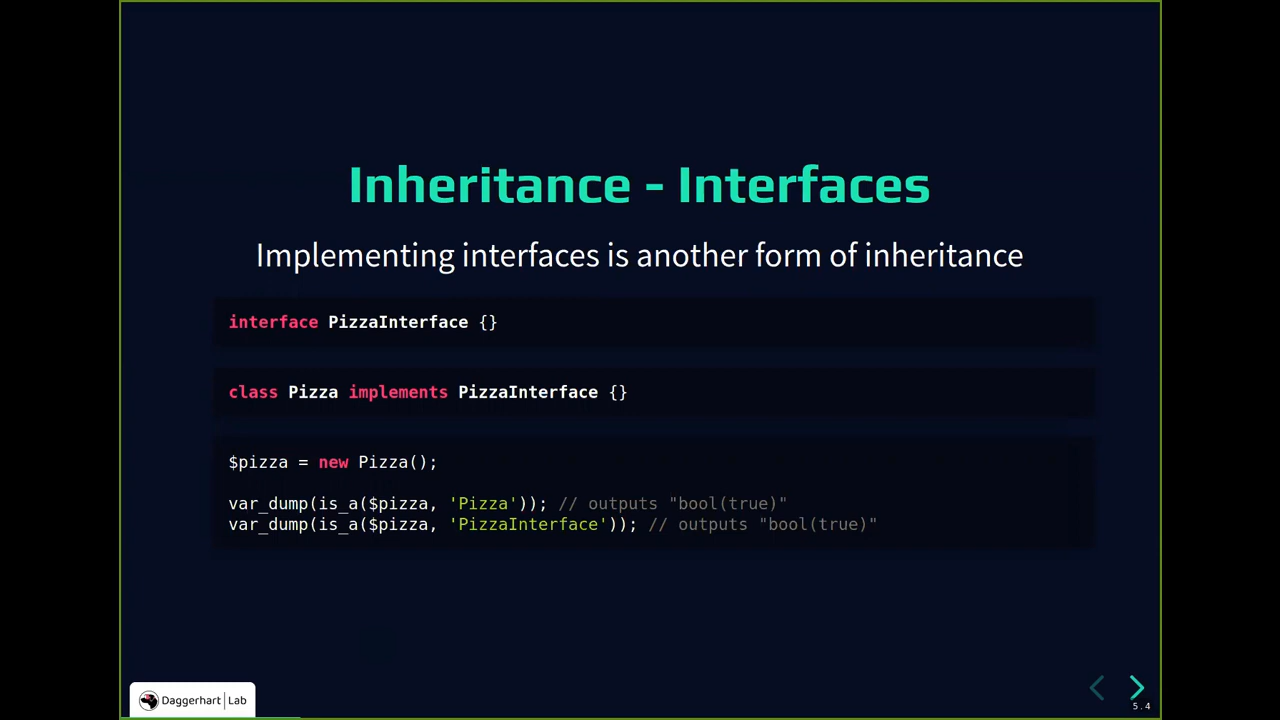 Inheritance - Interfaces
Implementing interfaces is another form of inheritance
interface PizzaInterface {}
class Pizza implements PizzaInterface {}
$pizza = new Pizza();
var_dump(is_a($pizza, 'Pizza')); // outputs "bool(true)"
var_dump(is_a($pizza, 'PizzaInterface')); // outputs "bool(true)"
Daggerhart|Lab
5.4